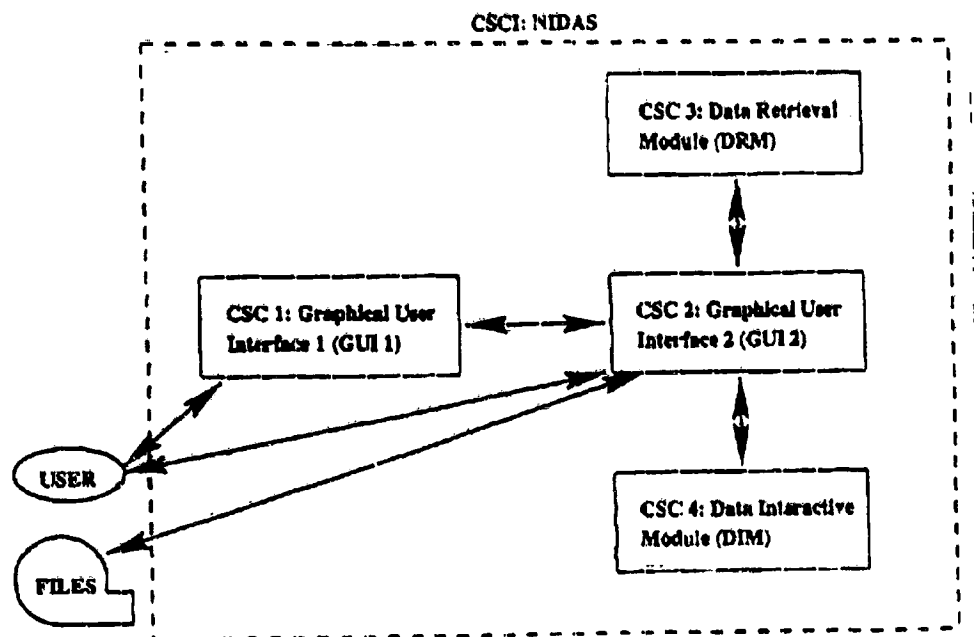 CSCI: NIDAS
CSC 3: Data Retrieval
Module (DRM)
CSC 1: Graphical User
Interface 1 (GUI 1)
CSC 2: Graphical User
Interface 2 (GUI 2)
USER
CSC 4: Data Interactive
Module (DIM)
FILES